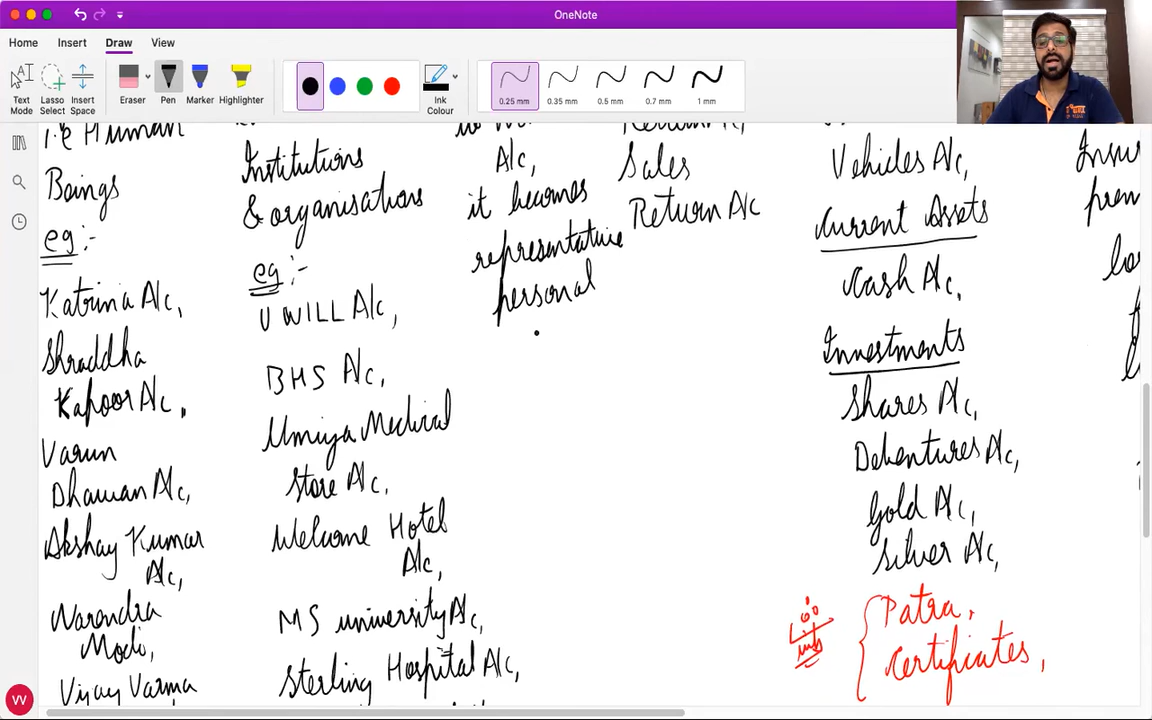 OneNote
Home
Insert
Draw
View
Text
Mode
Lasso
Select
Insert
Space
Eraser
Pen
Marker
Highlighter
Ink
Colour
0.25 mm
0.35 mm
0.5 mm
0.7 mm
1 mm
i.e Human
Beings
eg :-
Katrina A/c,
Shraddha
Kapoor A/c,
Varun
Dhawan A/c,
Akshay Kumar
A/c,
Narendra
Modi,
Vijay Varma
Institutions
& organisations
eg :-
U WILL A/c,
BHS A/c,
Umiya Medical
Store A/c,
Welcome Hotel
A/c,
MS university A/c,
Sterling Hospital A/c,
A/c,
it becomes
representative
personal
Return A/c,
Sales
Return A/c
Vehicles A/c,
Current Assets
Cash A/c,
Investments
Shares A/c,
Debentures A/c,
Gold A/c,
Silver A/c,
Patra,
Certificates,
VV